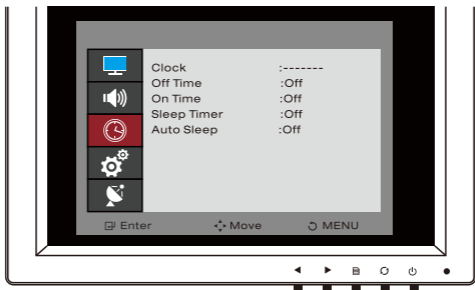 Clock :-------
Off Time :Off
On Time :Off
Sleep Timer :Off
Auto Sleep :Off
Enter Move MENU